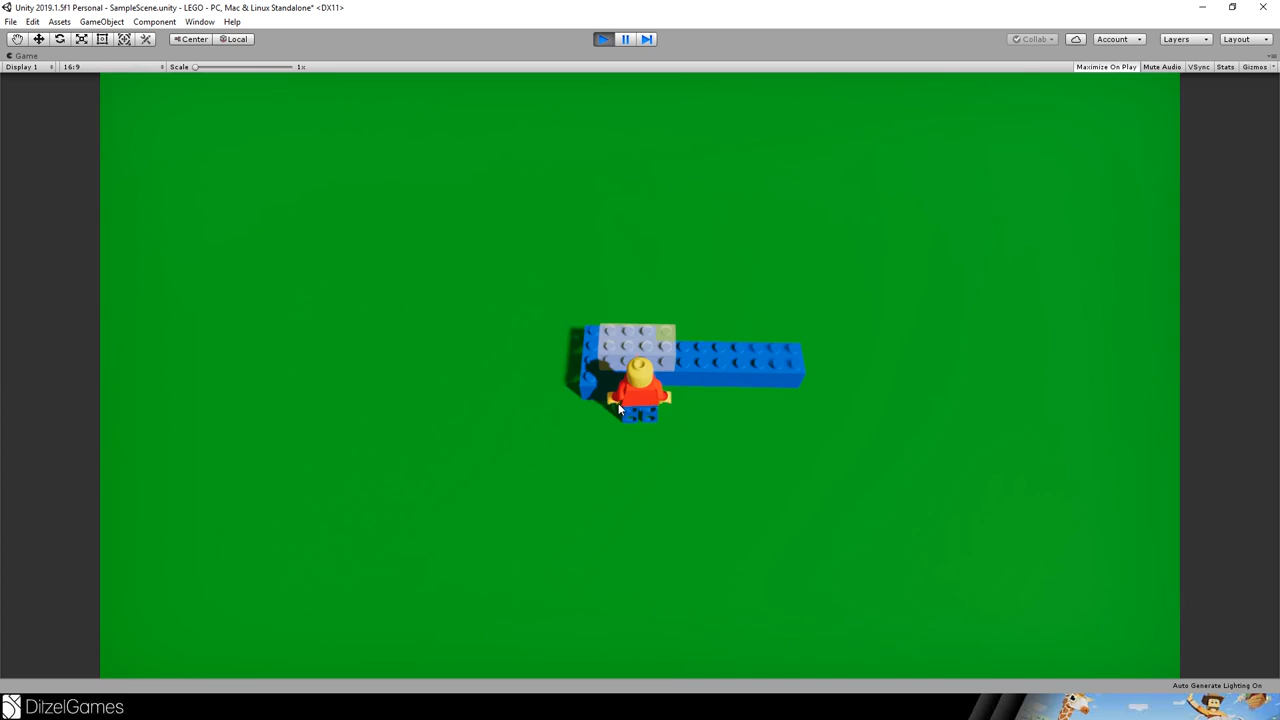 Unity 2019.1.5f1 Personal - SampleScene.unity - LEGO - PC, Mac & Linux Standalone* <DX11>
File Edit Assets GameObject Component Window Help
Center Local Collab Account Layers Layout
Game
Display 1 16:9 Scale 1x Maximize On Play Mute Audio VSync Stats Gizmos
Auto Generate Lighting On
DitzelGames